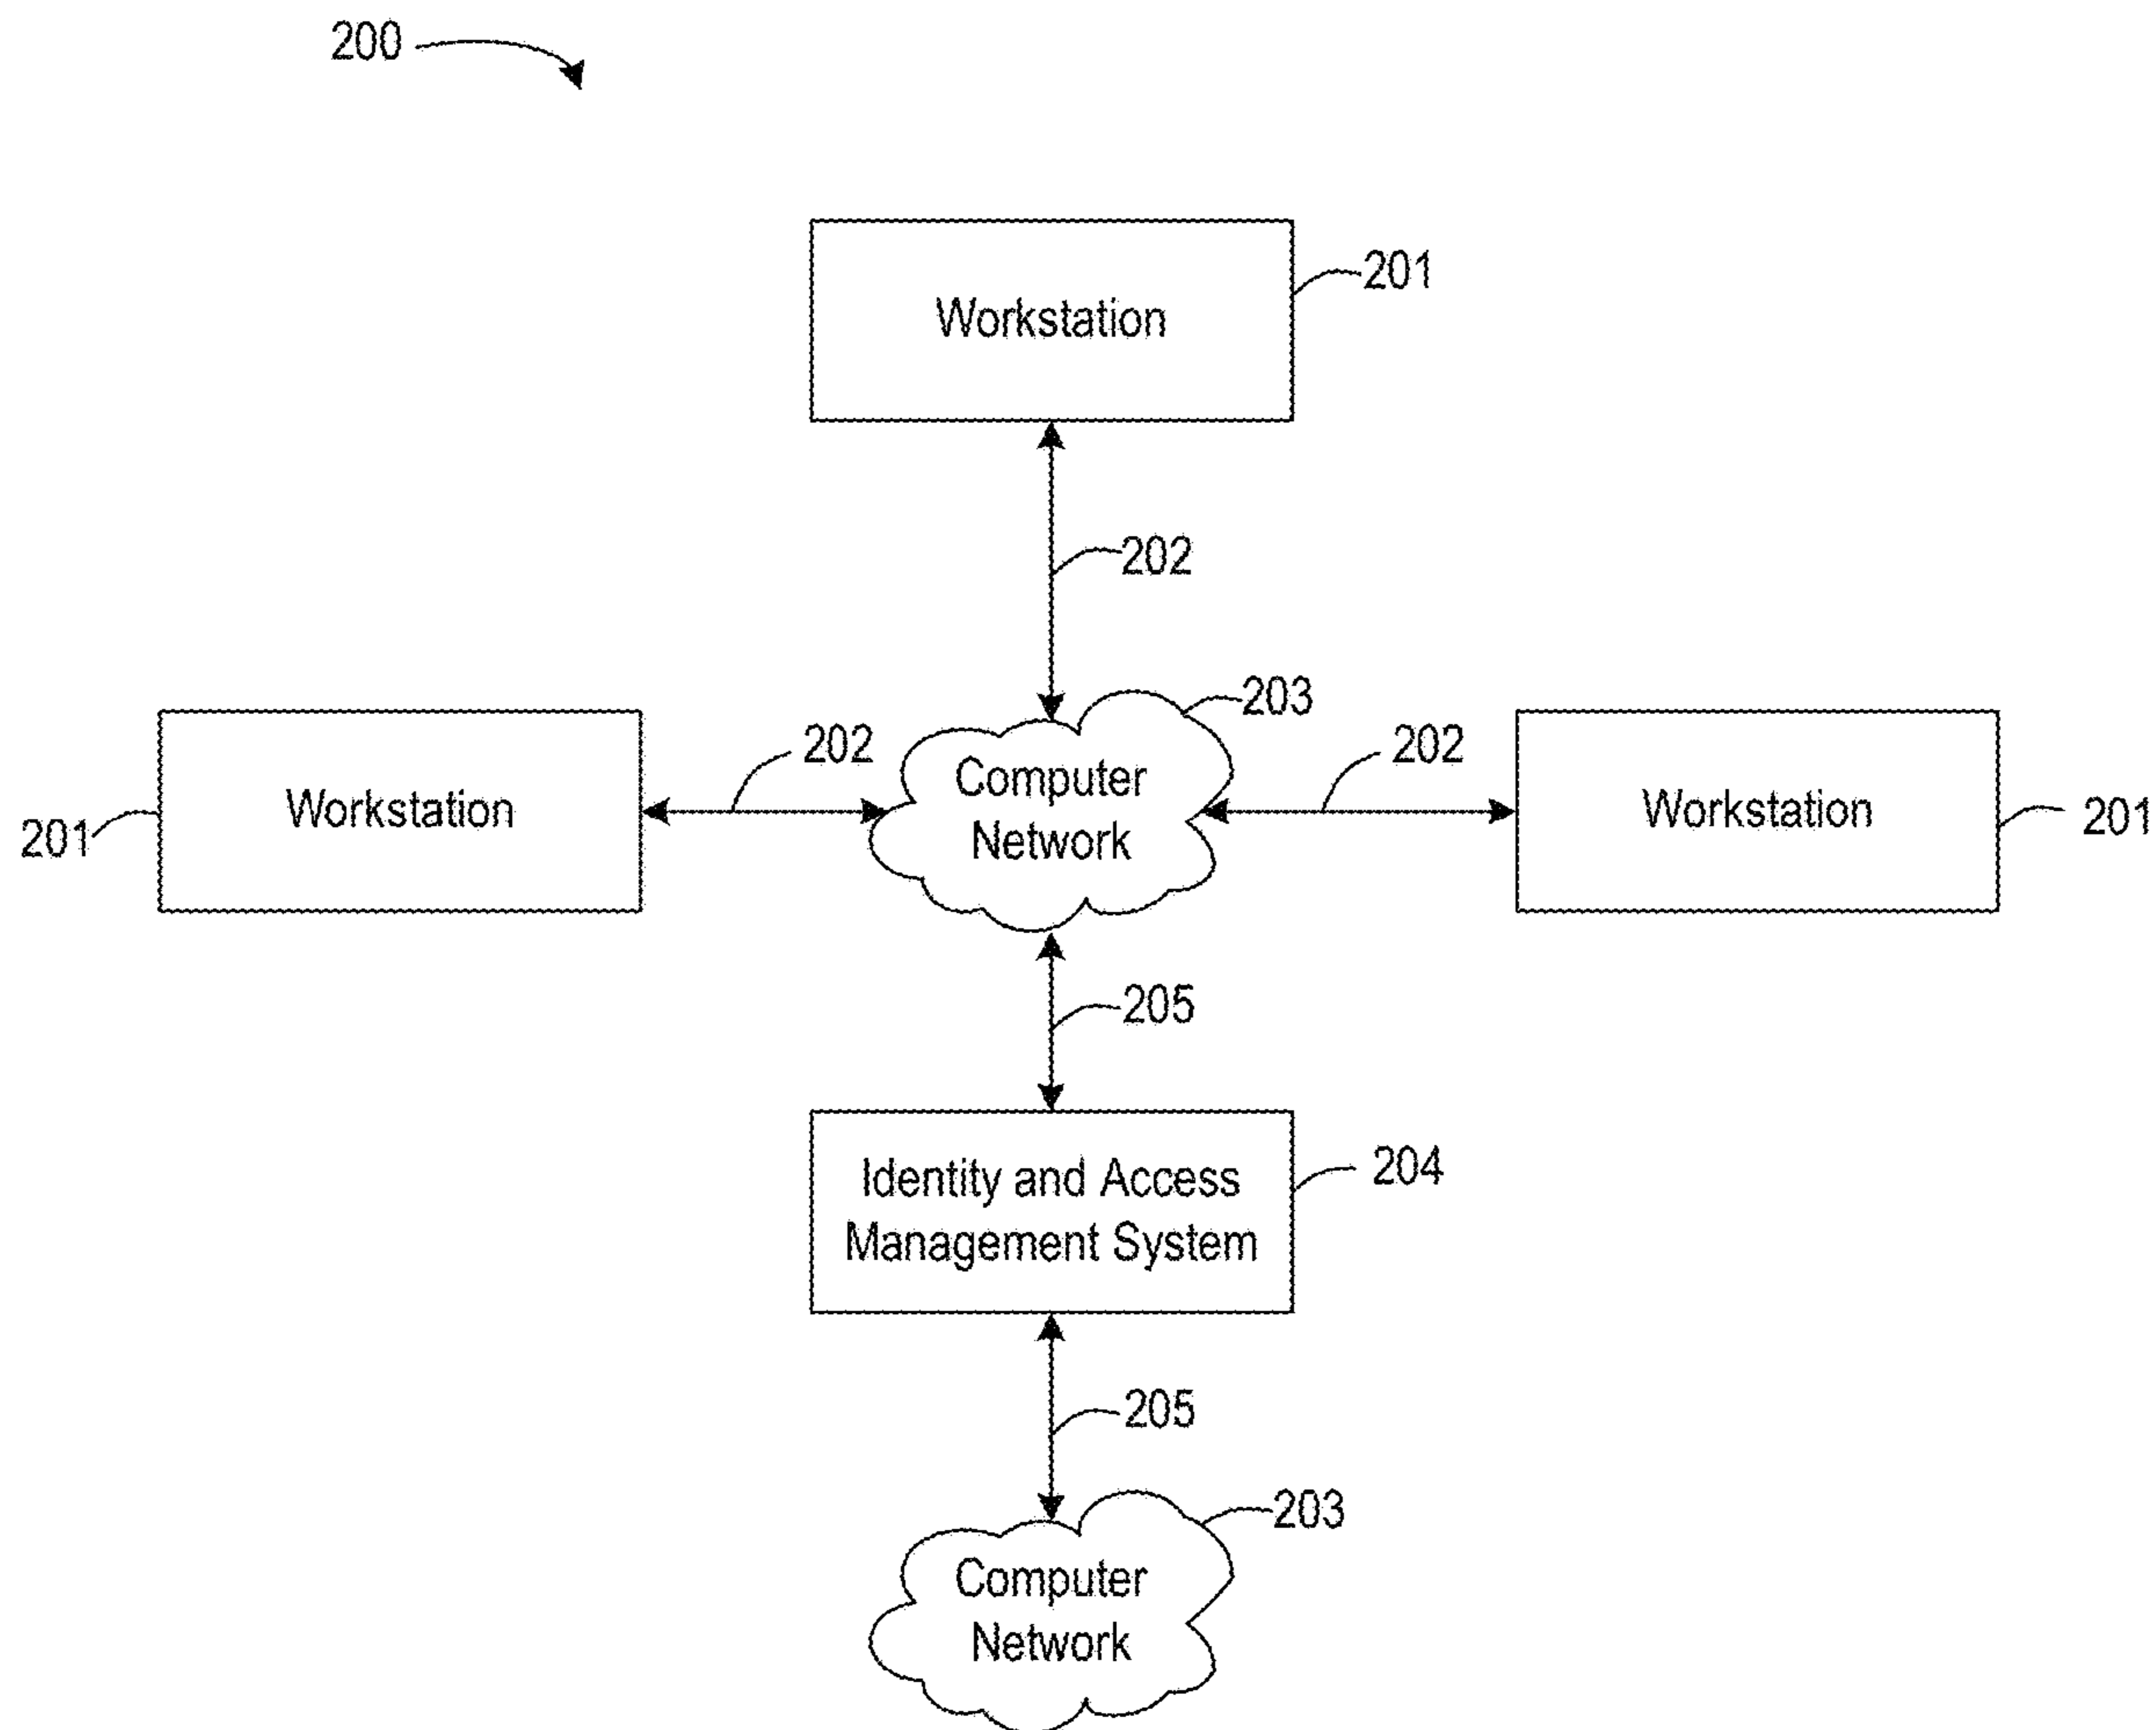 200
Workstation
201
202
203
Computer
Network
202
202
Workstation
201
Workstation
201
205
Identity and Access
Management System
204
205
203
Computer
Network